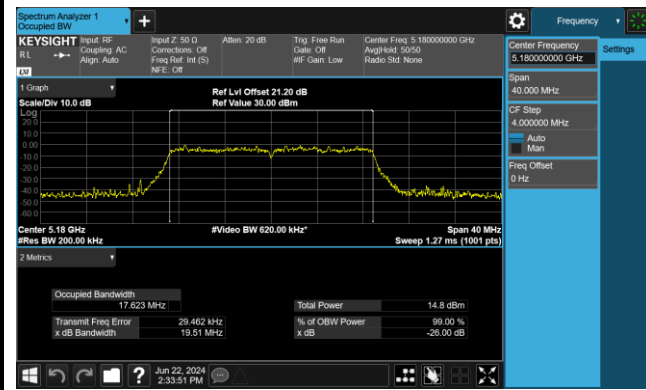 Spectrum Analyzer 1
Occupied BW
+
Frequency
KEYSIGHT
RL
LXI
Input: RF
Coupling: AC
Align: Auto
Input Z: 50 Ω
Corrections: Off
Freq Ref: Int (S)
NFE: Off
Atten: 20 dB
Trig: Free Run
Gate: Off
#IF Gain: Low
Center Freq: 5.180000000 GHz
Avg|Hold: 50/50
Radio Std: None
Center Frequency
5.180000000 GHz
Settings
Span
40.000 MHz
CF Step
4.000000 MHz
Auto
Man
Freq Offset
0 Hz
1 Graph
Scale/Div 10.0 dB
Ref Lvl Offset 21.20 dB
Ref Value 30.00 dBm
Log
20.0
10.0
0.00
-10.0
-20.0
-30.0
-40.0
-50.0
-60.0
Center 5.18 GHz
#Video BW 620.00 kHz*
Span 40 MHz
#Res BW 200.00 kHz
Sweep 1.27 ms (1001 pts)
2 Metrics
Occupied Bandwidth
17.623 MHz
Total Power 14.8 dBm
Transmit Freq Error 29.462 kHz
% of OBW Power 99.00 %
x dB Bandwidth 19.51 MHz
x dB -26.00 dB
?
Jun 22, 2024
2:33:51 PM